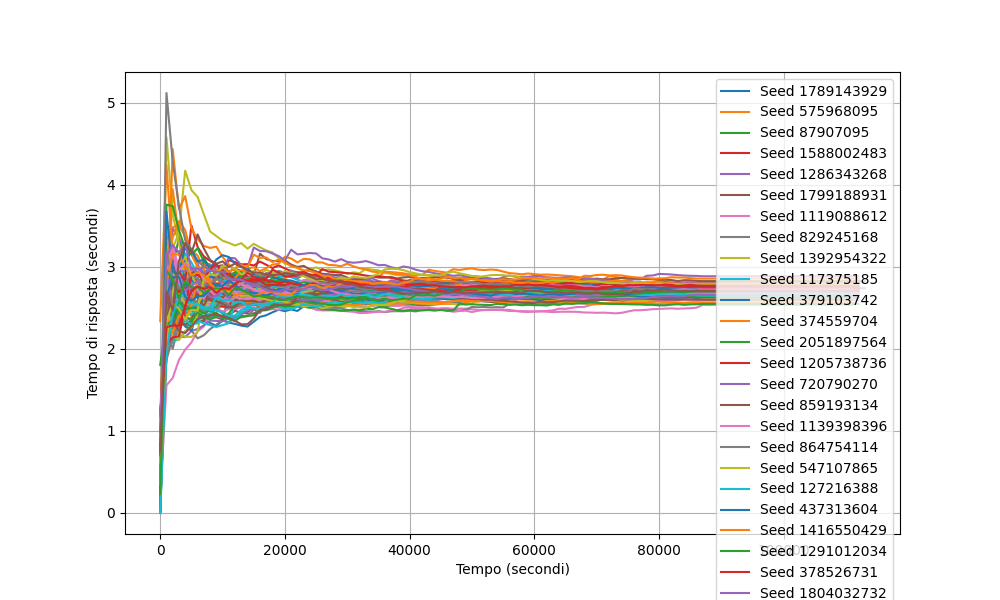 5
4
3
2
1
0
Tempo di risposta (secondi)
0 20000 40000 60000 80000 100000
Tempo (secondi)
Seed 1789143929
Seed 575968095
Seed 87907095
Seed 1588002483
Seed 1286343268
Seed 1799188931
Seed 1119088612
Seed 829245168
Seed 1392954322
Seed 117375185
Seed 379103742
Seed 374559704
Seed 2051897564
Seed 1205738736
Seed 720790270
Seed 859193134
Seed 1139398396
Seed 864754114
Seed 547107865
Seed 127216388
Seed 437313604
Seed 1416550429
Seed 1291012034
Seed 378526731
Seed 1804032732